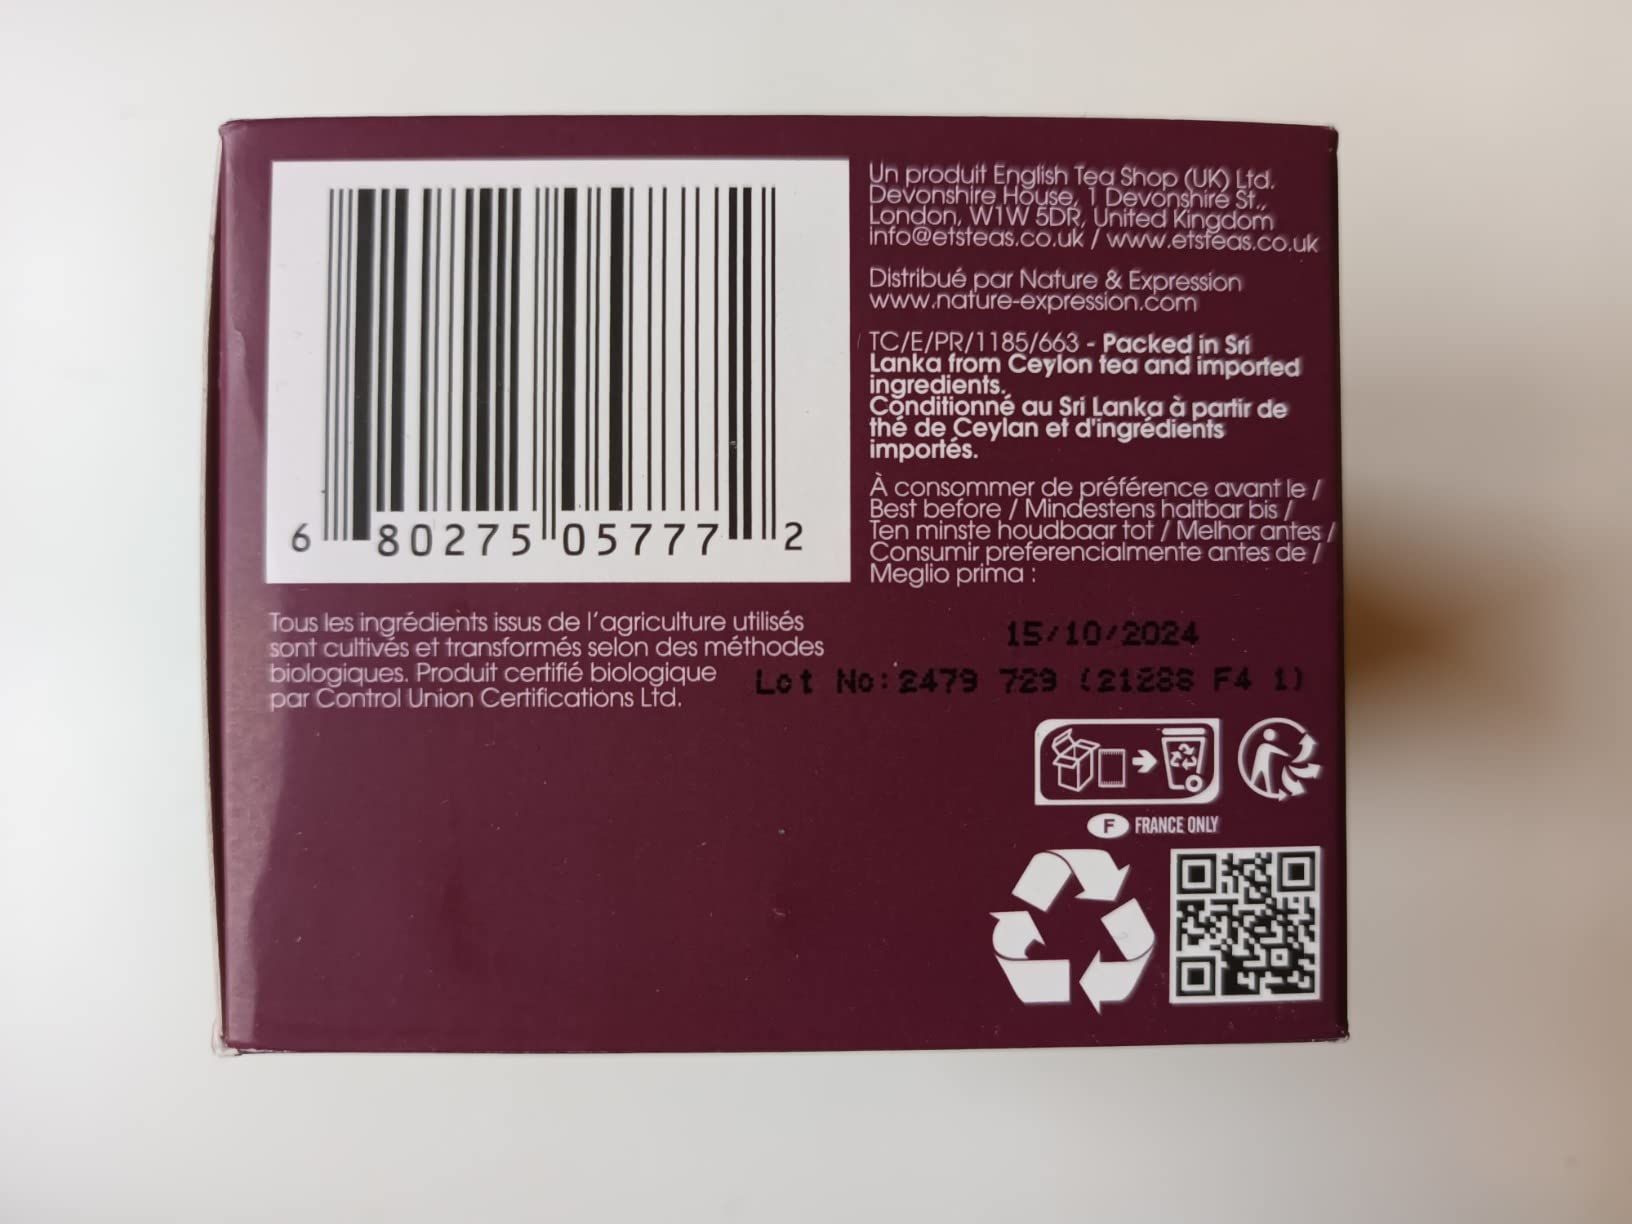 6 80275 05777 2
Un produit English Tea Shop (UK) Ltd.
Devonshire House, 1 Devonshire St.,
London, W1W 5DR, United Kingdom
info@etsteas.co.uk / www.etsteas.co.uk
Distribué par Nature & Expression
www.nature-expression.com
TC/E/PR/1185/663 - Packed in Sri
Lanka from Ceylon tea and imported
ingredients.
Conditionné au Sri Lanka à partir de
thé de Ceylan et d'ingrédients
importés.
À consommer de préférence avant le /
Best before / Mindestens haltbar bis /
Ten minste houdbaar tot / Melhor antes /
Consumir preferencialmente antes de /
Meglio prima :
Tous les ingrédients issus de l'agriculture utilisés
sont cultivés et transformés selon des méthodes
biologiques. Produit certifié biologique
par Control Union Certifications Ltd.
15/10/2024
Lot No:2479 729 (21288 F4 1)
F FRANCE ONLY